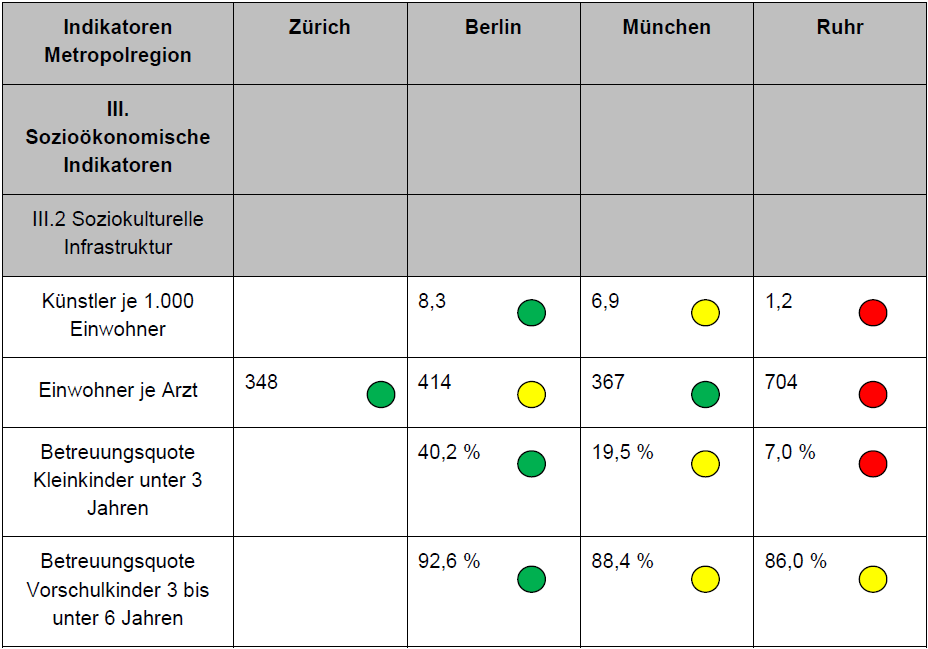 Indikatoren
Metropolregion
Zürich
Berlin
München
Ruhr
III.
Sozioökonomische
Indikatoren
III.2 Soziokulturelle
Infrastruktur
Künstler je 1.000
Einwohner
8,3
6,9
1,2
Einwohner je Arzt
348
414
367
704
Betreuungsquote
Kleinkinder unter 3
Jahren
40,2 %
19,5 %
7,0 %
Betreuungsquote
Vorschulkinder 3 bis
unter 6 Jahren
92,6 %
88,4 %
86,0 %